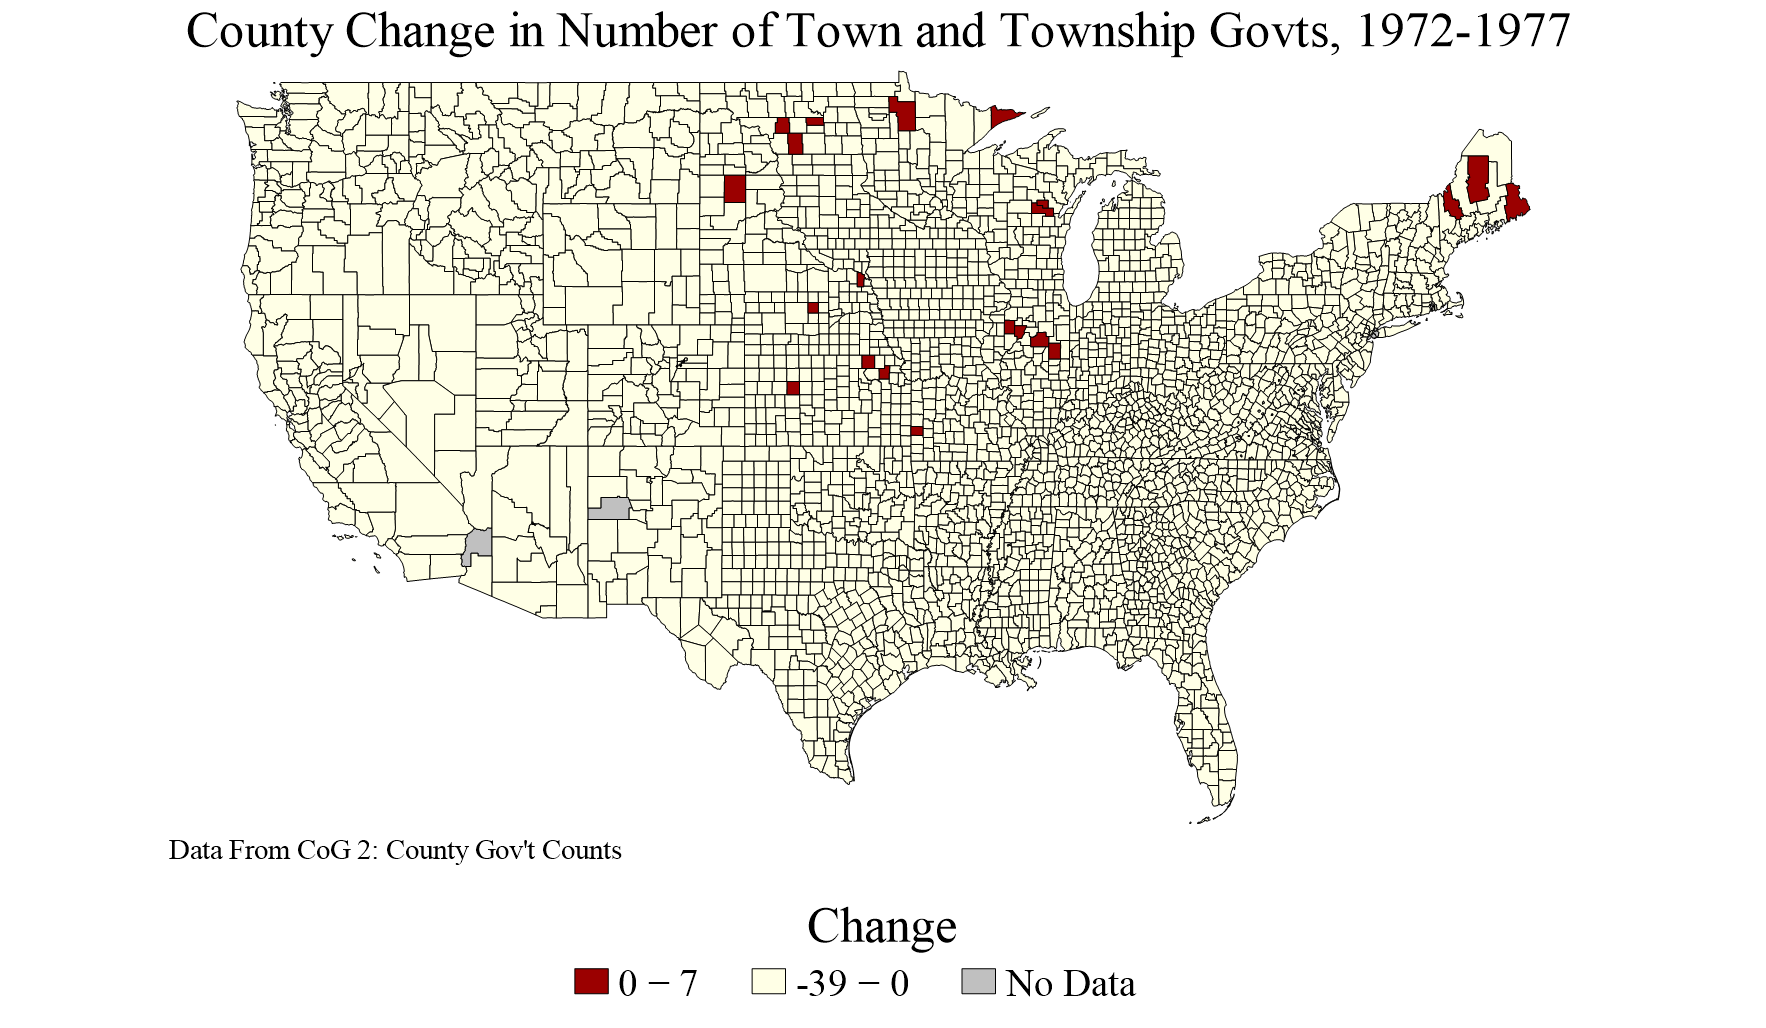 County Change in Number of Town and Township Govts, 1972-1977
Data From CoG 2: County Gov't Counts
Change
0 − 7
-39 − 0
No Data